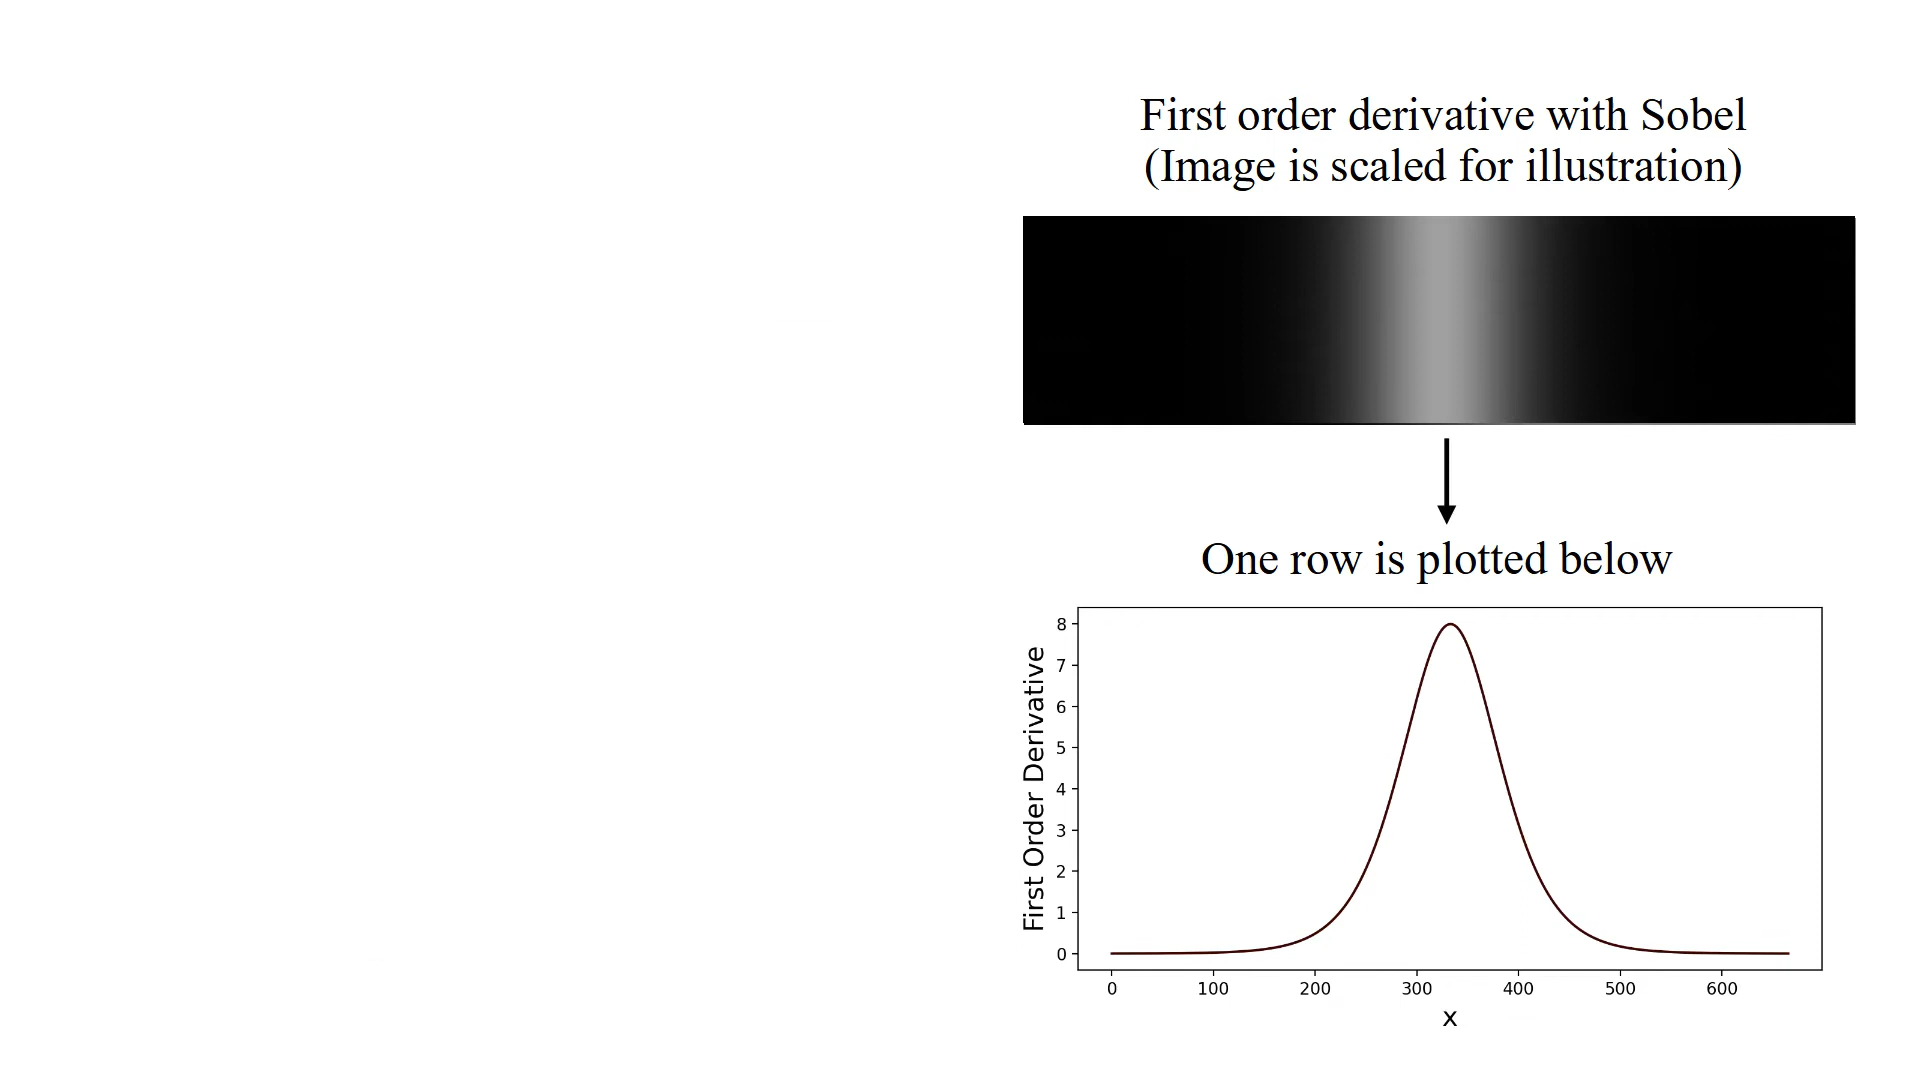 First order derivative with Sobel
(Image is scaled for illustration)
One row is plotted below
First Order Derivative
8
7
6
5
4
3
2
1
0
0 100 200 300 400 500 600
x